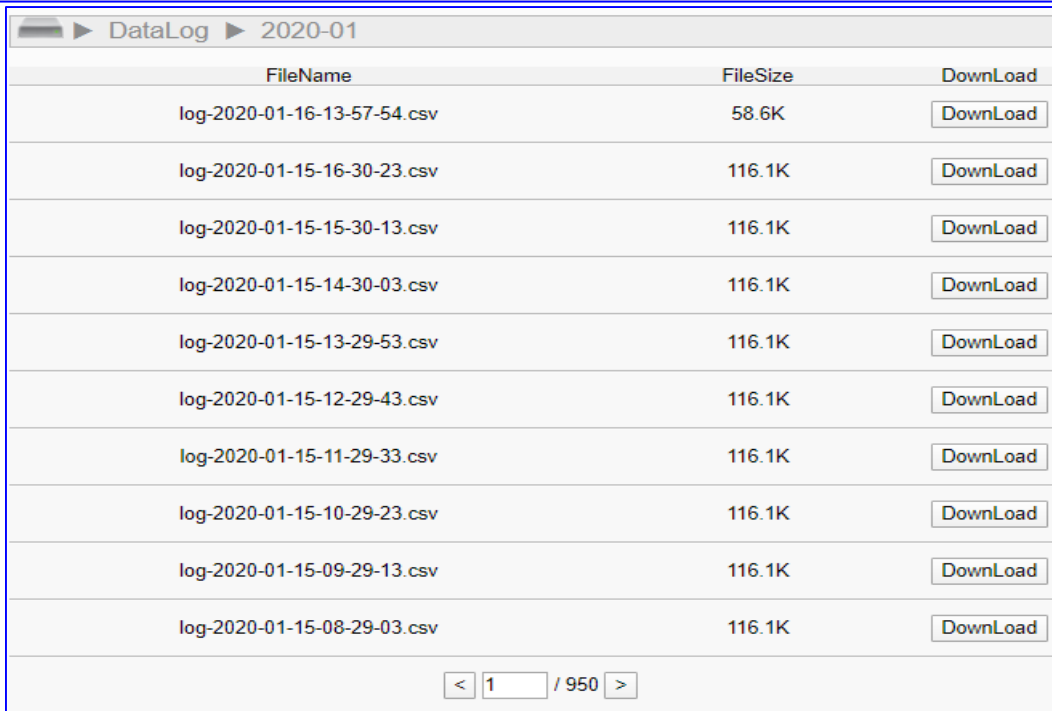 DataLog ▶ 2020-01
FileName FileSize DownLoad
log-2020-01-16-13-57-54.csv 58.6K DownLoad
log-2020-01-15-16-30-23.csv 116.1K DownLoad
log-2020-01-15-15-30-13.csv 116.1K DownLoad
log-2020-01-15-14-30-03.csv 116.1K DownLoad
log-2020-01-15-13-29-53.csv 116.1K DownLoad
log-2020-01-15-12-29-43.csv 116.1K DownLoad
log-2020-01-15-11-29-33.csv 116.1K DownLoad
log-2020-01-15-10-29-23.csv 116.1K DownLoad
log-2020-01-15-09-29-13.csv 116.1K DownLoad
log-2020-01-15-08-29-03.csv 116.1K DownLoad
< 1 / 950 >